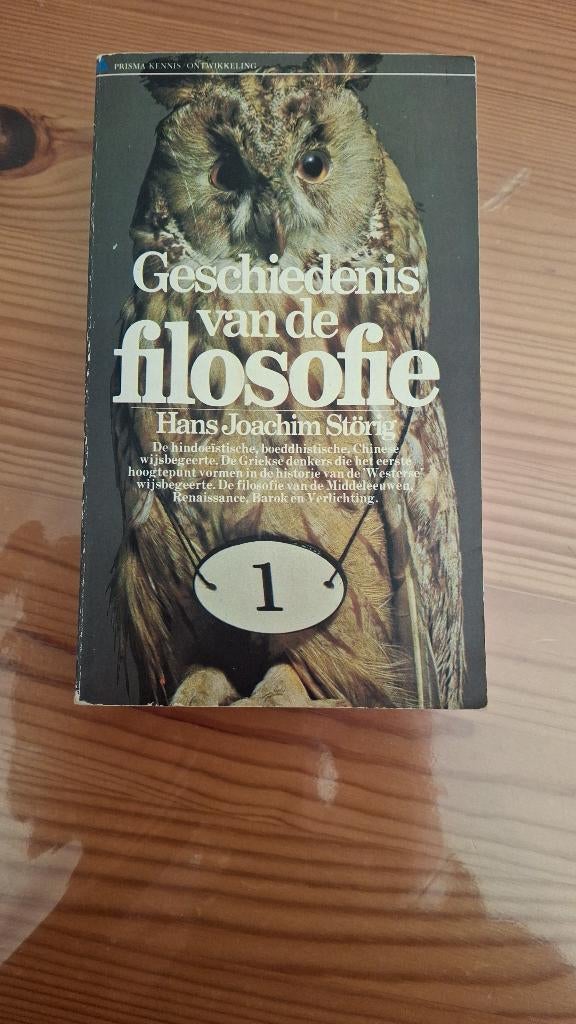 PRISMA KENNIS/ONTWIKKELING
Geschiedenis
van de
filosofie
Hans Joachim Störig
De hindoeïstische, boeddhistische, Chinese
wijsbegeerte. De Griekse denkers die het eerste
hoogtepunt vormen in de historie van de 'Westerse'
wijsbegeerte. De filosofie van de Middeleeuwen,
Renaissance, Barok en Verlichting.
1